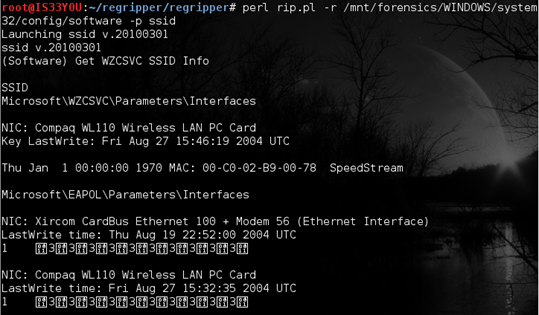 root@IS33Y0U:~/regripper/regripper# perl rip.pl -r /mnt/forensics/WINDOWS/system
32/config/software -p ssid
Launching ssid v.20100301
ssid v.20100301
(Software) Get WZCSVC SSID Info
SSID
Microsoft\WZCSVC\Parameters\Interfaces
NIC: Compaq WL110 Wireless LAN PC Card
Key LastWrite: Fri Aug 27 15:46:19 2004 UTC
Thu Jan  1 00:00:00 1970 MAC: 00-C0-02-B9-00-78  SpeedStream
Microsoft\EAPOL\Parameters\Interfaces
NIC: Xircom CardBus Ethernet 100 + Modem 56 (Ethernet Interface)
LastWrite time: Thu Aug 19 22:52:00 2004 UTC
1
NIC: Compaq WL110 Wireless LAN PC Card
LastWrite time: Fri Aug 27 15:32:35 2004 UTC
1